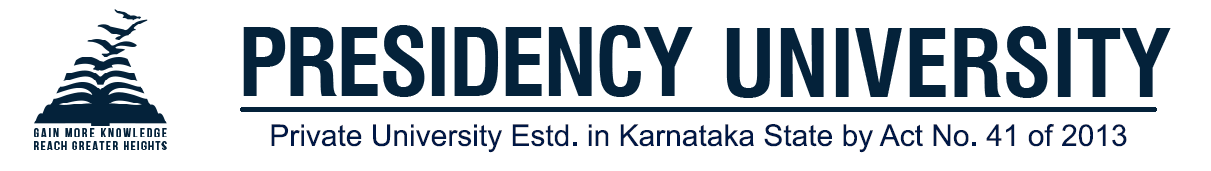 PRESIDENCY UNIVERSITY
Private University Estd. in Karnataka State by Act No. 41 of 2013
GAIN MORE KNOWLEDGE
REACH GREATER HEIGHTS